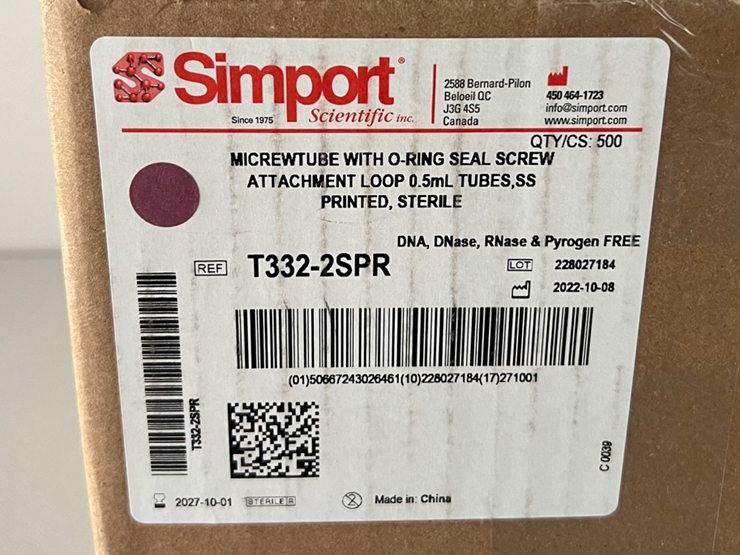 Simport®
Since 1975 Scientific inc.
2588 Bernard-Pilon
Beloeil QC
J3G 4S5
Canada
450 464-1723
info@simport.com
www.simport.com
QTY/CS: 500
MICREWTUBE WITH O-RING SEAL SCREW
ATTACHMENT LOOP 0.5mL TUBES,SS
PRINTED, STERILE
DNA, DNase, RNase & Pyrogen FREE
REF T332-2SPR
LOT 228027184
2022-10-08
(01)50667243026461(10)228027184(17)271001
T332-2SPR
C 0039
2027-10-01 STERILE R 2 Made in: China